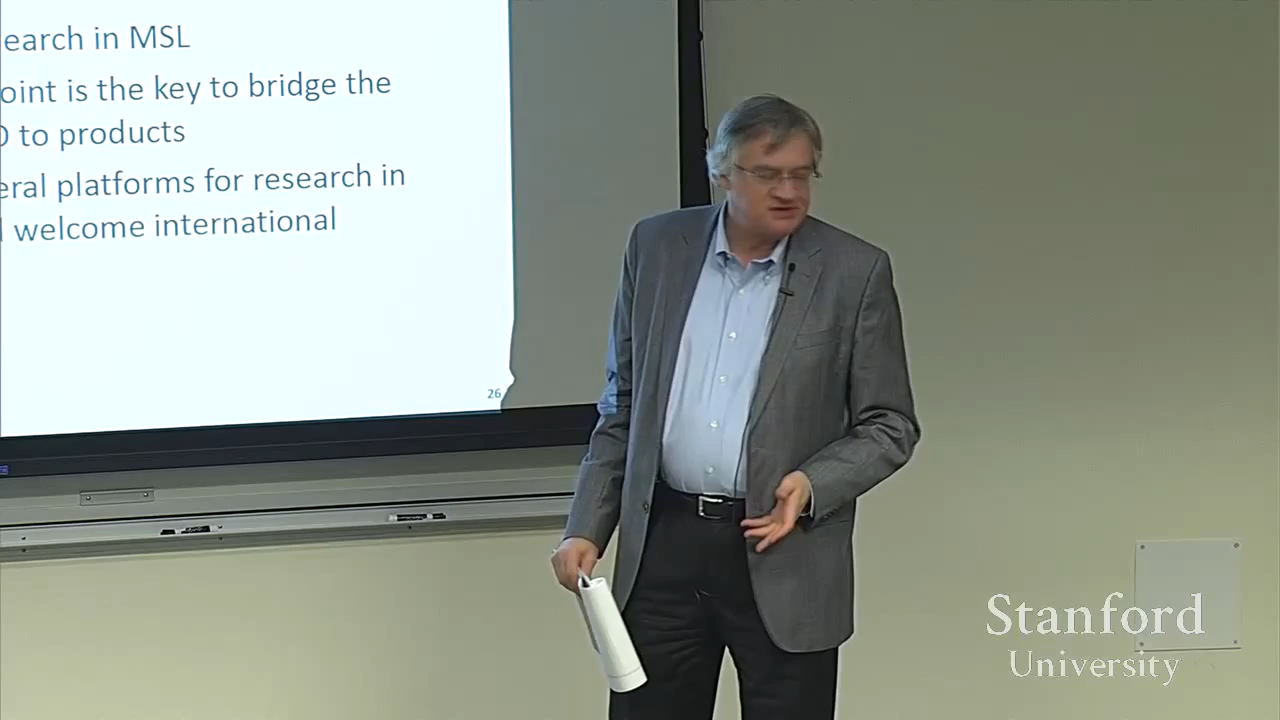 earch in MSL
oint is the key to bridge the
to products
eral platforms for research in
welcome international
26
Stanford
University